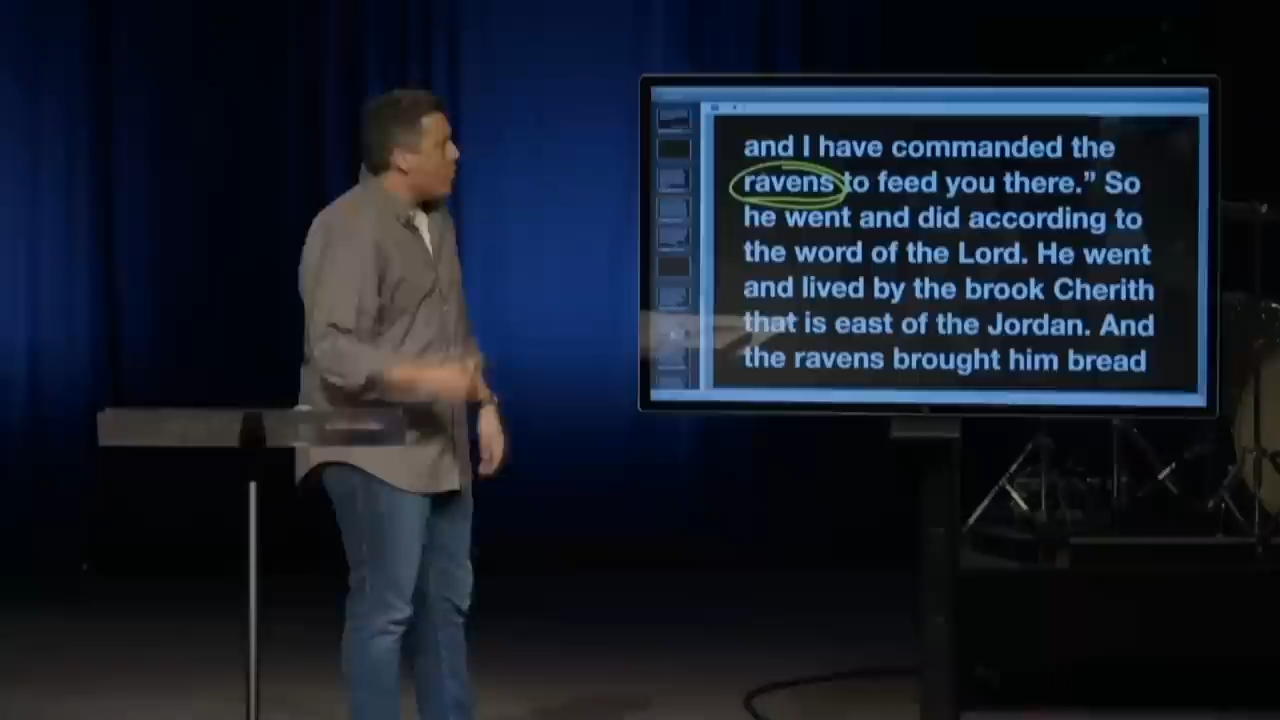 and I have commanded the
ravens to feed you there.” So
he went and did according to
the word of the Lord. He went
and lived by the brook Cherith
that is east of the Jordan. And
the ravens brought him bread